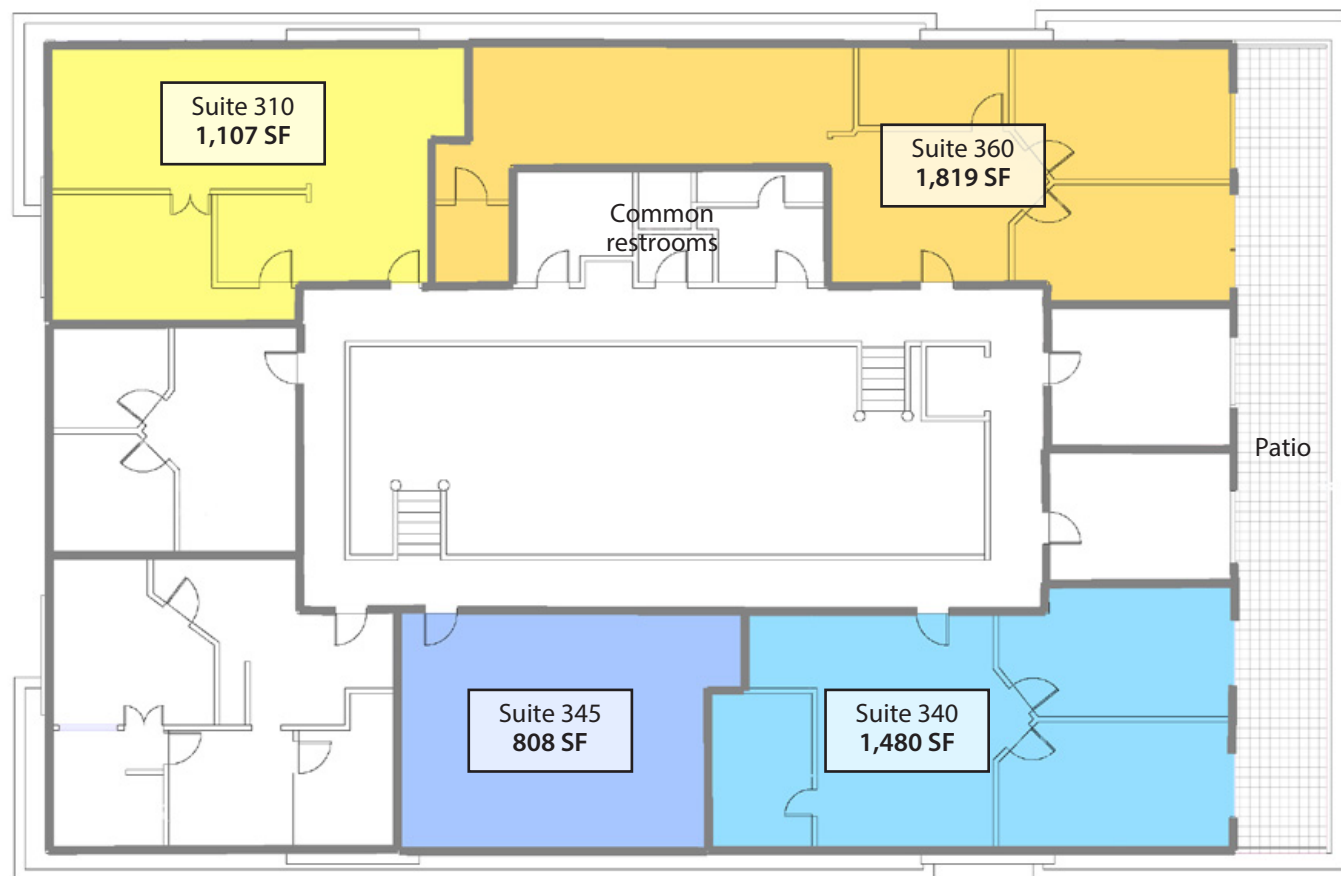 Suite 310
1,107 SF
Suite 360
1,819 SF
Common
restrooms
Patio
Suite 345
808 SF
Suite 340
1,480 SF